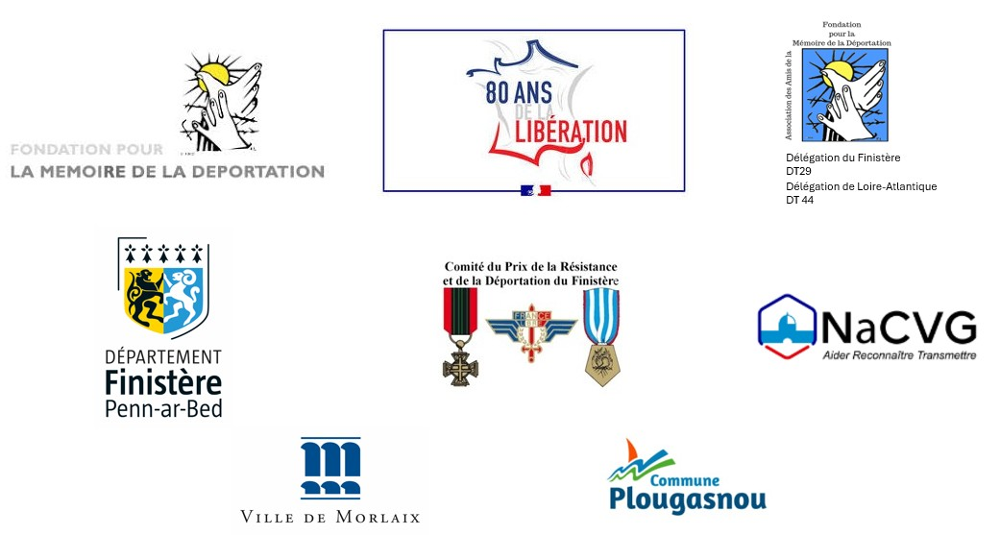 FONDATION POUR
LA MEMOIRE DE LA DEPORTATION
80 ANS
DE LA
LIBÉRATION
Fondation
pour la
Mémoire de la Déportation
Association des Amis de la
Délégation du Finistère
DT29
Délégation de Loire-Atlantique
DT 44
DÉPARTEMENT
Finistère
Penn-ar-Bed
Comité du Prix de la Résistance
et de la Déportation du Finistère
FRANCE
NaCVG
Aider Reconnaître Transmettre
VILLE DE MORLAIX
Commune
Plougasnou